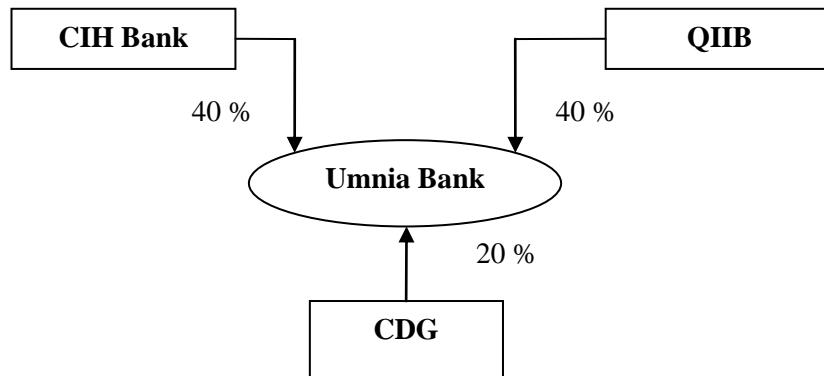 CIH Bank
QIIB
40 %
40 %
Umnia Bank
20 %
CDG